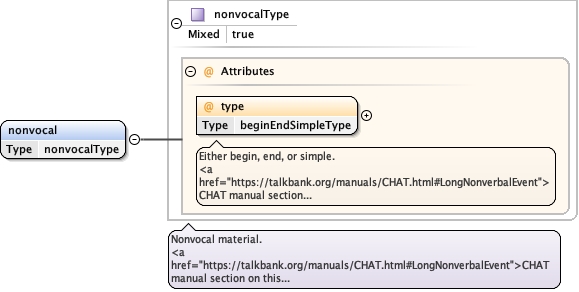 nonvocalType
Mixed true
@ Attributes
@ type
Type beginEndSimpleType
nonvocal
Type nonvocalType
Either begin, end, or simple.
<a
href="https://talkbank.org/manuals/CHAT.html#LongNonverbalEvent">
CHAT manual section...
Nonvocal material.
<a
href="https://talkbank.org/manuals/CHAT.html#LongNonverbalEvent">CHAT
manual section on this...